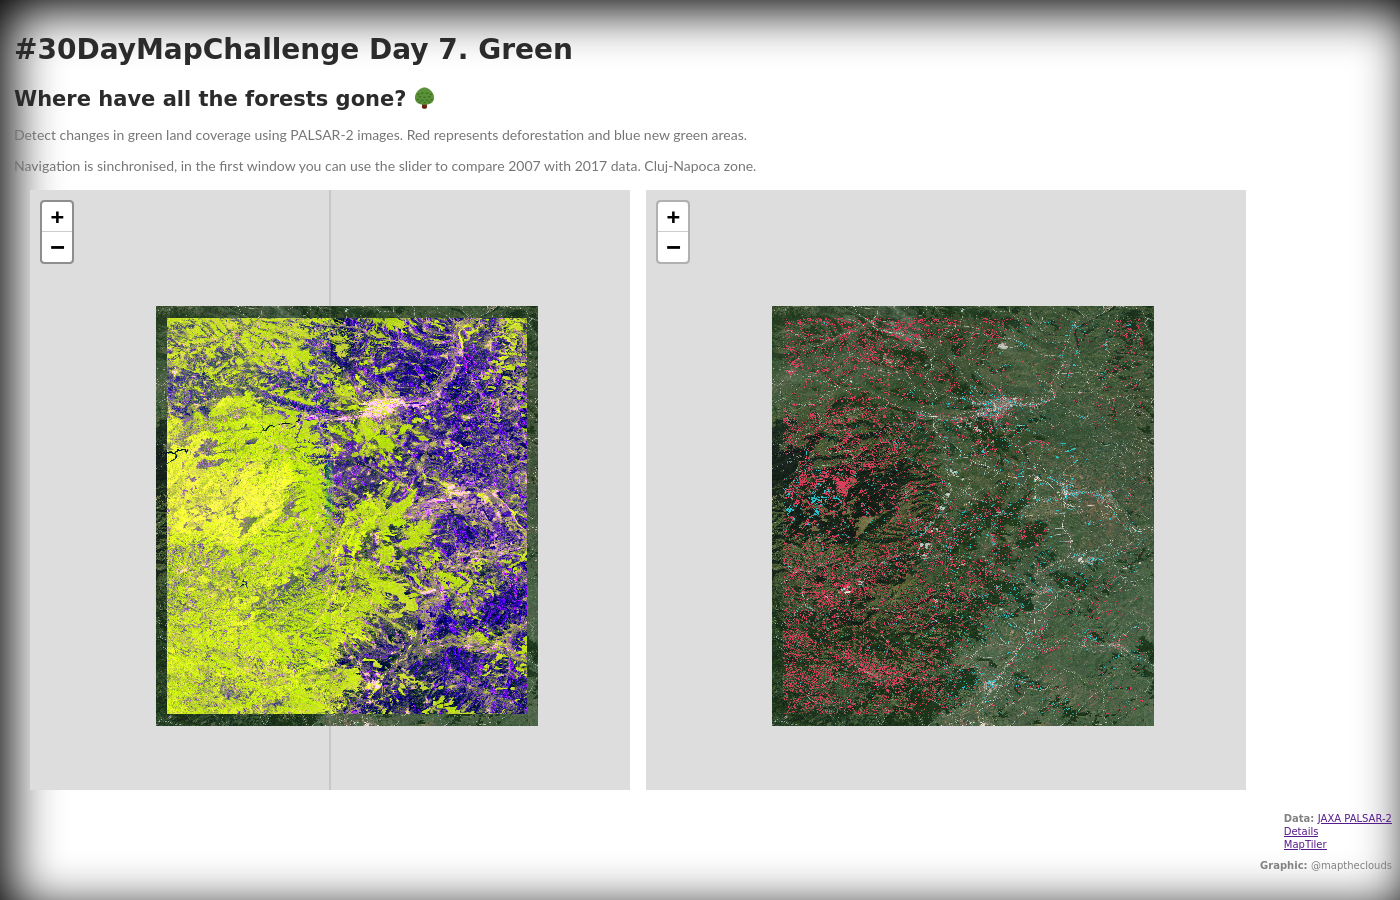 #30DayMapChallenge Day 7. Green
Where have all the forests gone? 🌳
Detect changes in green land coverage using PALSAR-2 images. Red represents deforestation and blue new green areas.
Navigation is sinchronised, in the first window you can use the slider to compare 2007 with 2017 data. Cluj-Napoca zone.
+
−
+
−
Data: JAXA PALSAR-2
Details
MapTiler
Graphic: @maptheclouds